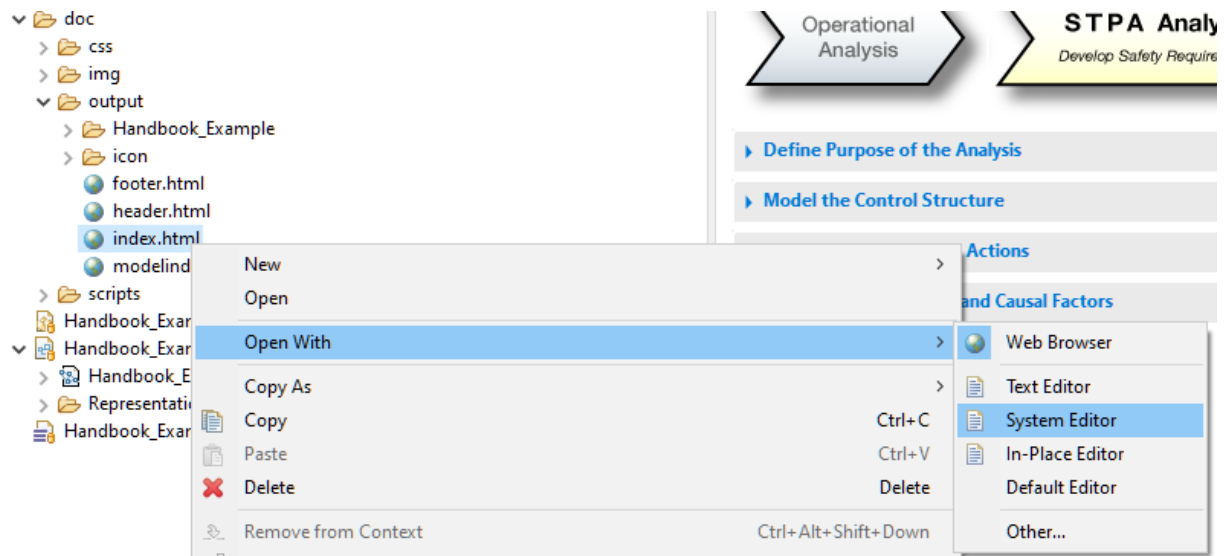 doc
css
img
output
Handbook_Example
icon
footer.html
header.html
index.html
modelind
scripts
Handbook_Exar
Handbook_Exar
Handbook_E
Representati
Handbook_Exar
Operational
Analysis
STPA Analy
Develop Safety Require
Define Purpose of the Analysis
Model the Control Structure
Actions
and Causal Factors
New
Open
Open With
Copy As
Copy Ctrl+C
Paste Ctrl+V
Delete Delete
Remove from Context Ctrl+Alt+Shift+Down
Web Browser
Text Editor
System Editor
In-Place Editor
Default Editor
Other...